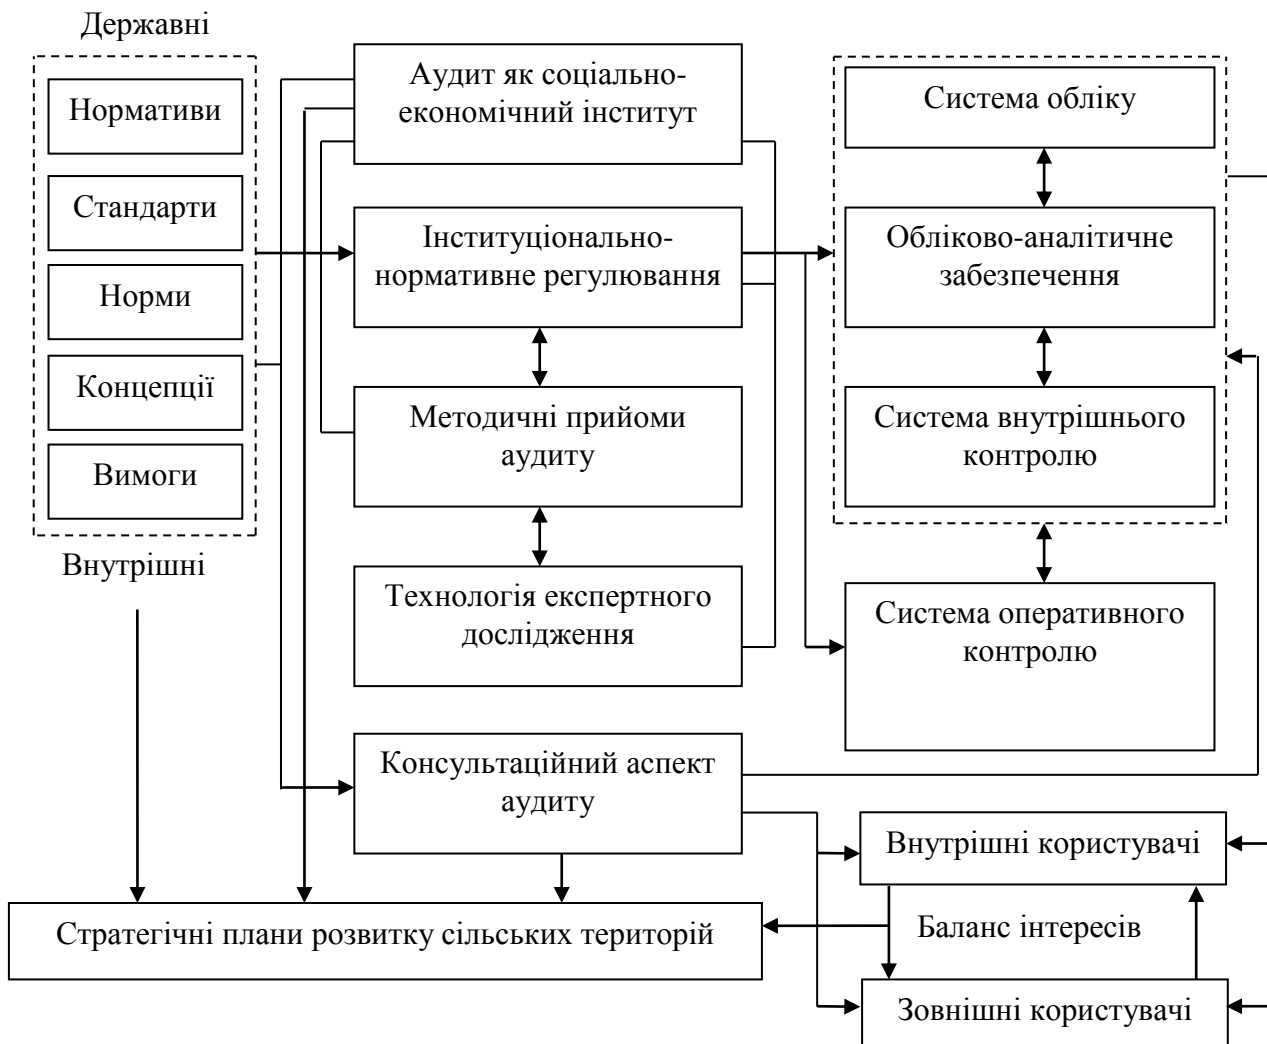 Державні
Нормативи
Стандарти
Норми
Концепції
Вимоги
Внутрішні
Аудит як соціально-
економічний інститут
Інституціонально-
нормативне регулювання
Методичні прийоми
аудиту
Технологія експертного
дослідження
Консультаційний аспект
аудиту
Система обліку
Обліково-аналітичне
забезпечення
Система внутрішнього
контролю
Система оперативного
контролю
Внутрішні користувачі
Баланс інтересів
Зовнішні користувачі
Стратегічні плани розвитку сільських територій